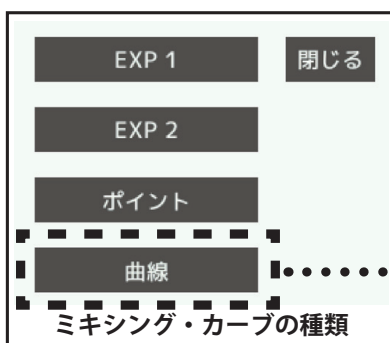 EXP 1
閉じる
EXP 2
ポイント
曲線
ミキシング・カーブの種類